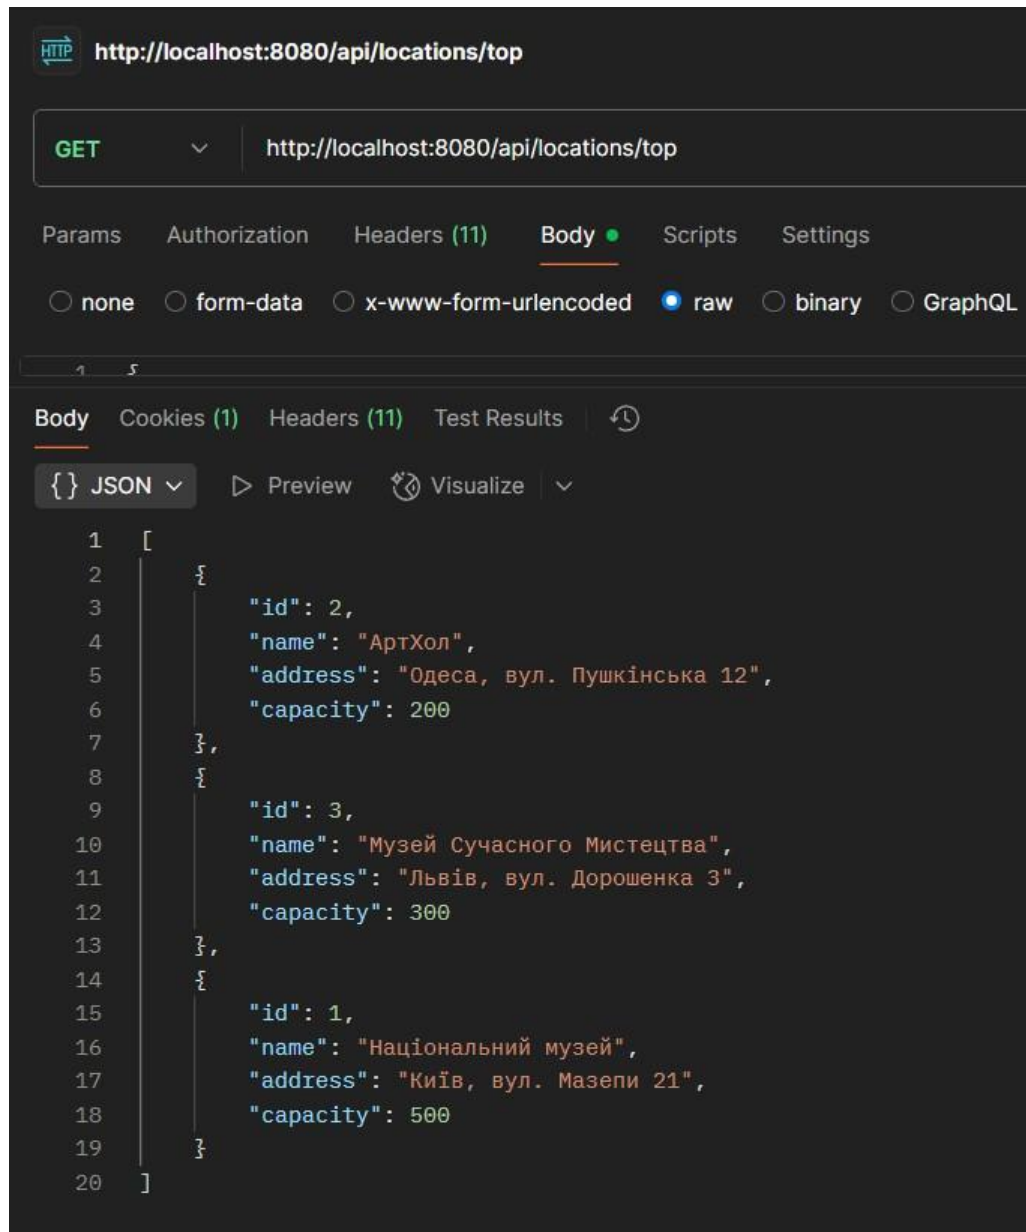 HTTP http://localhost:8080/api/locations/top
GET http://localhost:8080/api/locations/top
Params Authorization Headers (11) Body Scripts Settings
none form-data x-www-form-urlencoded raw binary GraphQL
1 {
Body Cookies (1) Headers (11) Test Results
{} JSON Preview Visualize
1 [
2 {
3 "id": 2,
4 "name": "АртХол",
5 "address": "Одеса, вул. Пушкінська 12",
6 "capacity": 200
7 },
8 {
9 "id": 3,
10 "name": "Музей Сучасного Мистецтва",
11 "address": "Львів, вул. Дорошенка 3",
12 "capacity": 300
13 },
14 {
15 "id": 1,
16 "name": "Національний музей",
17 "address": "Київ, вул. Мазепи 21",
18 "capacity": 500
19 }
20 ]